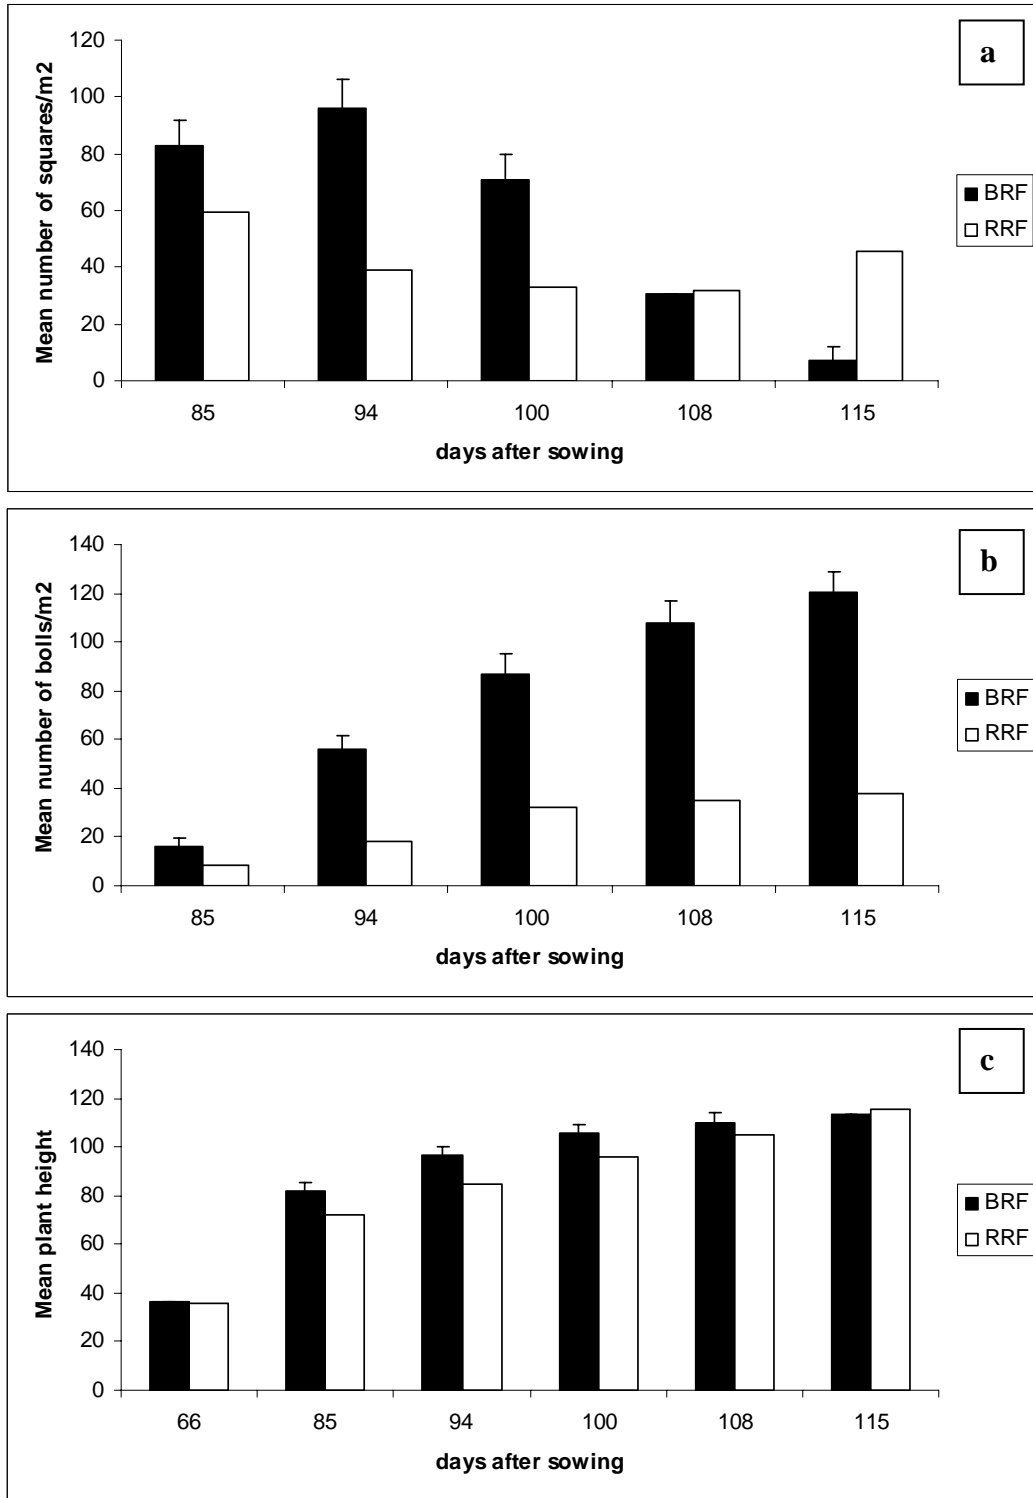 a
Mean number of squares/m2
120
100
80
60
40
20
0
85 94 100 108 115
days after sowing
BRF
RRF
b
Mean number of bolls/m2
140
120
100
80
60
40
20
0
85 94 100 108 115
days after sowing
BRF
RRF
c
Mean plant height
140
120
100
80
60
40
20
0
66 85 94 100 108 115
days after sowing
BRF
RRF